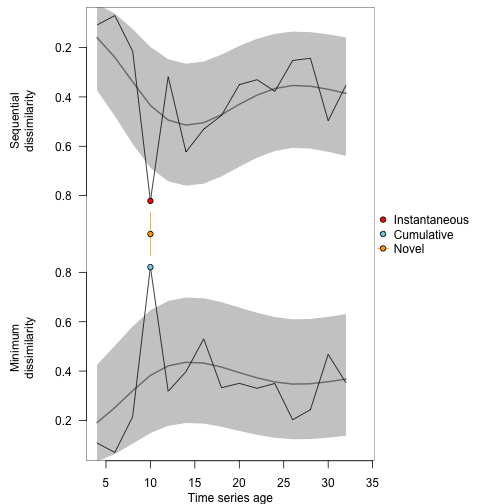 Sequential
dissimilarity
0.2
0.4
0.6
0.8
Instantaneous
Cumulative
Novel
Minimum
dissimilarity
0.8
0.6
0.4
0.2
5 10 15 20 25 30 35
Time series age